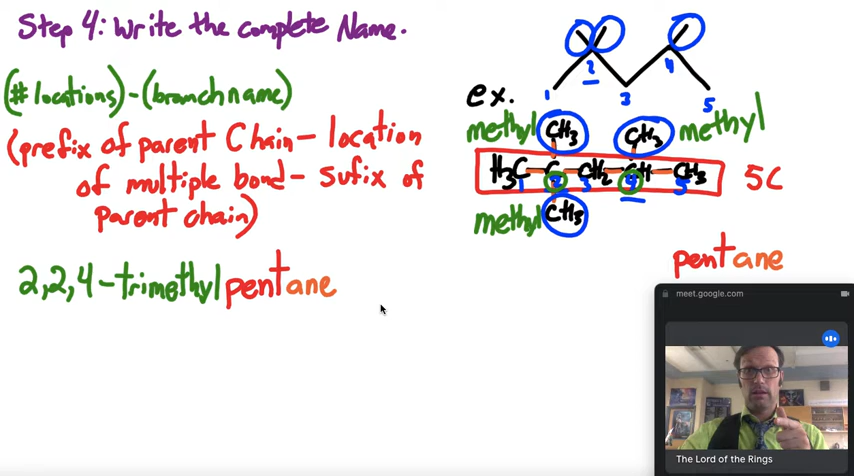 Step 4: Write the complete Name.
(# locations) - (branch name)
(prefix of parent Chain - location
of multiple bond - sufix of
parent chain)
2,2,4 - trimethylpentane
1
2
3
4
5
ex.
methyl CH3 CH3 methyl
H3C - C - CH2 - CH - CH3 5C
1 2 3 4 5
methyl CH3
pentane
meet.google.com
The Lord of the Rings